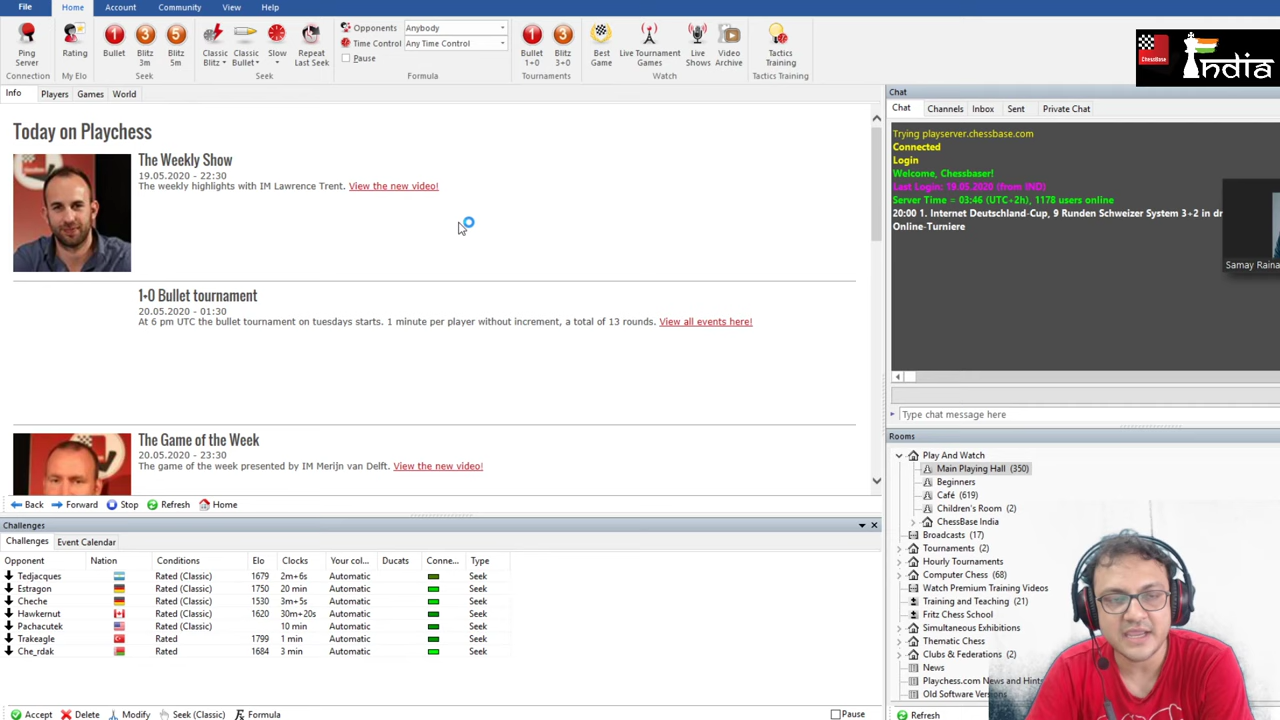 File Home Account Community View Help
Ping Server
Rating
Bullet
Blitz 3m
Blitz 5m
Classic Blitz
Classic Bullet
Slow
Repeat Last Seek
Opponents Anybody
Time Control Any Time Control
Pause
Bullet 1+0
Blitz 3+0
Best Game
Live Tournament Games
Live Shows
Video Archive
Tactics Training
Connection My Elo Seek Seek Formula Tournaments Watch Tactics Training
ChessBase
India
Info Players Games World
Today on Playchess
The Weekly Show
19.05.2020 - 22:30
The weekly highlights with IM Lawrence Trent. View the new video!
1+0 Bullet tournament
20.05.2020 - 01:30
At 6 pm UTC the bullet tournament on tuesdays starts. 1 minute per player without increment, a total of 13 rounds. View all events here!
The Game of the Week
20.05.2020 - 23:30
The game of the week presented by IM Merijn van Delft. View the new video!
Back Forward Stop Refresh Home
Chat
Chat Channels Inbox Sent Private Chat
Trying playserver.chessbase.com
Connected
Login
Welcome, Chessbaser!
Last Login: 19.05.2020 (from IND)
Server Time = 03:46 (UTC+2h), 1178 users online
20:00 1. Internet Deutschland-Cup, 9 Runden Schweizer System 3+2 in dr
Online-Turniere
Samay Raina
Type chat message here
Rooms
Play And Watch
Main Playing Hall (350)
Beginners
Café (619)
Children's Room (2)
ChessBase India
Broadcasts (17)
Tournaments (2)
Hourly Tournaments
Computer Chess (68)
Watch Premium Training Videos
Training and Teaching (21)
Fritz Chess School
Simultaneous Exhibitions
Thematic Chess
Clubs & Federations (2)
News
Playchess.com News and Hints
Old Software Versions
Refresh
Challenges
Challenges Event Calendar
Opponent Nation Conditions Elo Clocks Your col... Ducats Conne... Type
Tedjacques Rated (Classic) 1679 2m+6s Automatic Seek
Estragon Rated (Classic) 1750 20 min Automatic Seek
Cheche Rated (Classic) 1530 3m+5s Automatic Seek
Hawkernut Rated (Classic) 1620 30m+20s Automatic Seek
Pachacutek Rated (Classic) 10 min Automatic Seek
Trakeagle Rated 1799 1 min Automatic Seek
Che_rdak Rated 1684 3 min Automatic Seek
Accept Delete Modify Seek (Classic) Formula Pause